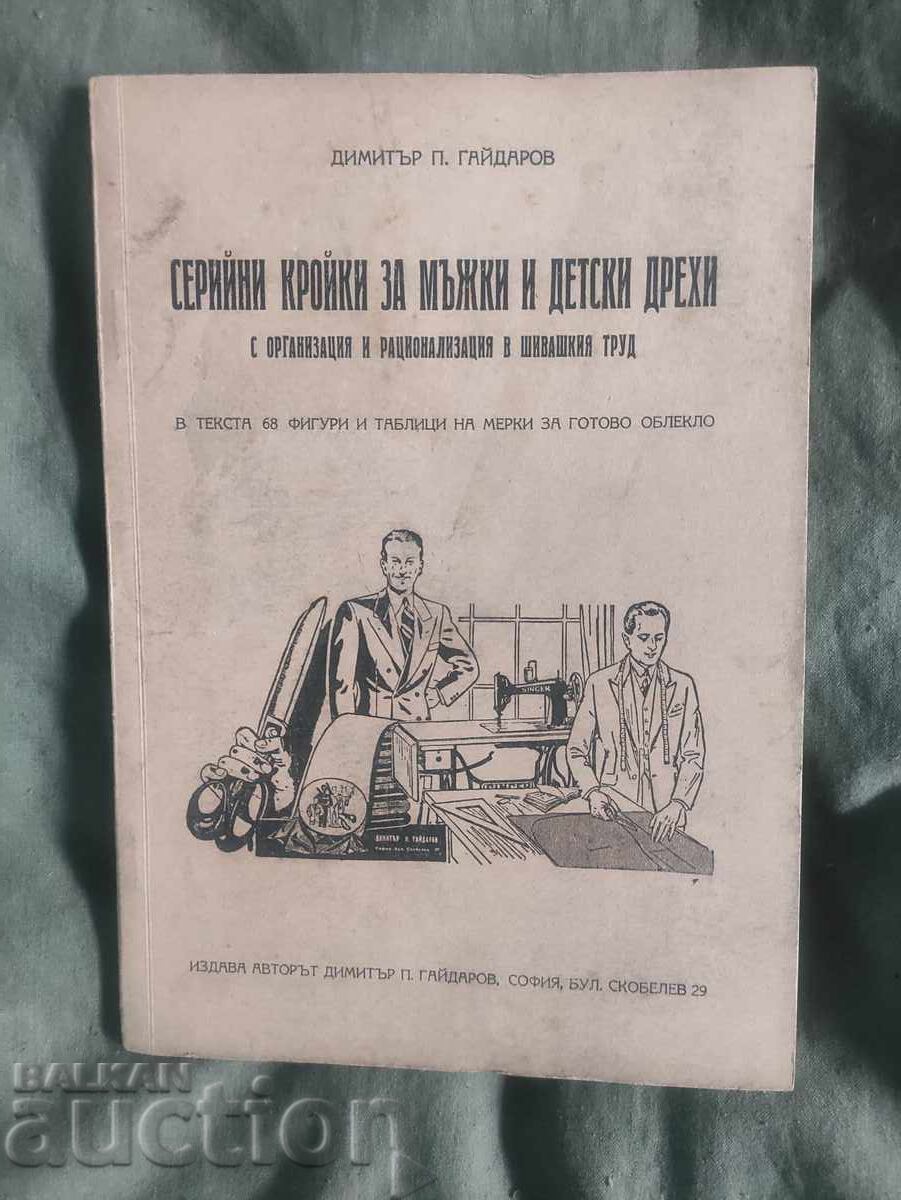 ДИМИТЪР П. ГАЙДАРОВ
СЕРИЙНИ КРОЙКИ ЗА МЪЖКИ И ДЕТСКИ ДРЕХИ
С ОРГАНИЗАЦИЯ И РАЦИОНАЛИЗАЦИЯ В ШИВАШКИЯ ТРУД
В ТЕКСТА 68 ФИГУРИ И ТАБЛИЦИ НА МЕРКИ ЗА ГОТОВО ОБЛЕКЛО
SINGER
SINGER
ДИМИТЪР П. ГАЙДАРОВ
ИЗДАВА АВТОРЪТ ДИМИТЪР П. ГАЙДАРОВ, СОФИЯ, БУЛ. СКОБЕЛЕВ 29
BALKAN
auction